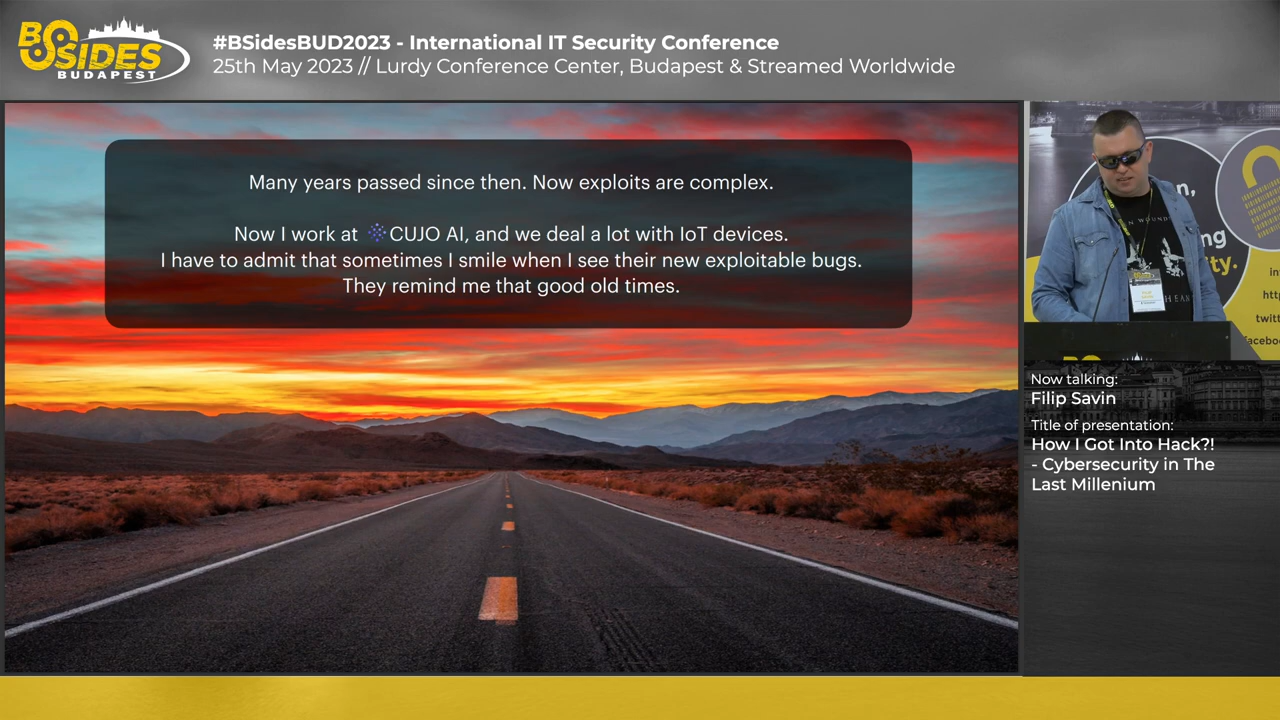 BSIDES
BUDAPEST
#BSidesBUD2023 - International IT Security Conference
25th May 2023 // Lurdy Conference Center, Budapest & Streamed Worldwide
Many years passed since then. Now exploits are complex.
Now I work at CUJO AI, and we deal a lot with IoT devices.
I have to admit that sometimes I smile when I see their new exploitable bugs.
They remind me that good old times.
Now talking:
Filip Savin
Title of presentation:
How I Got Into Hack?!
- Cybersecurity in The
Last Millenium